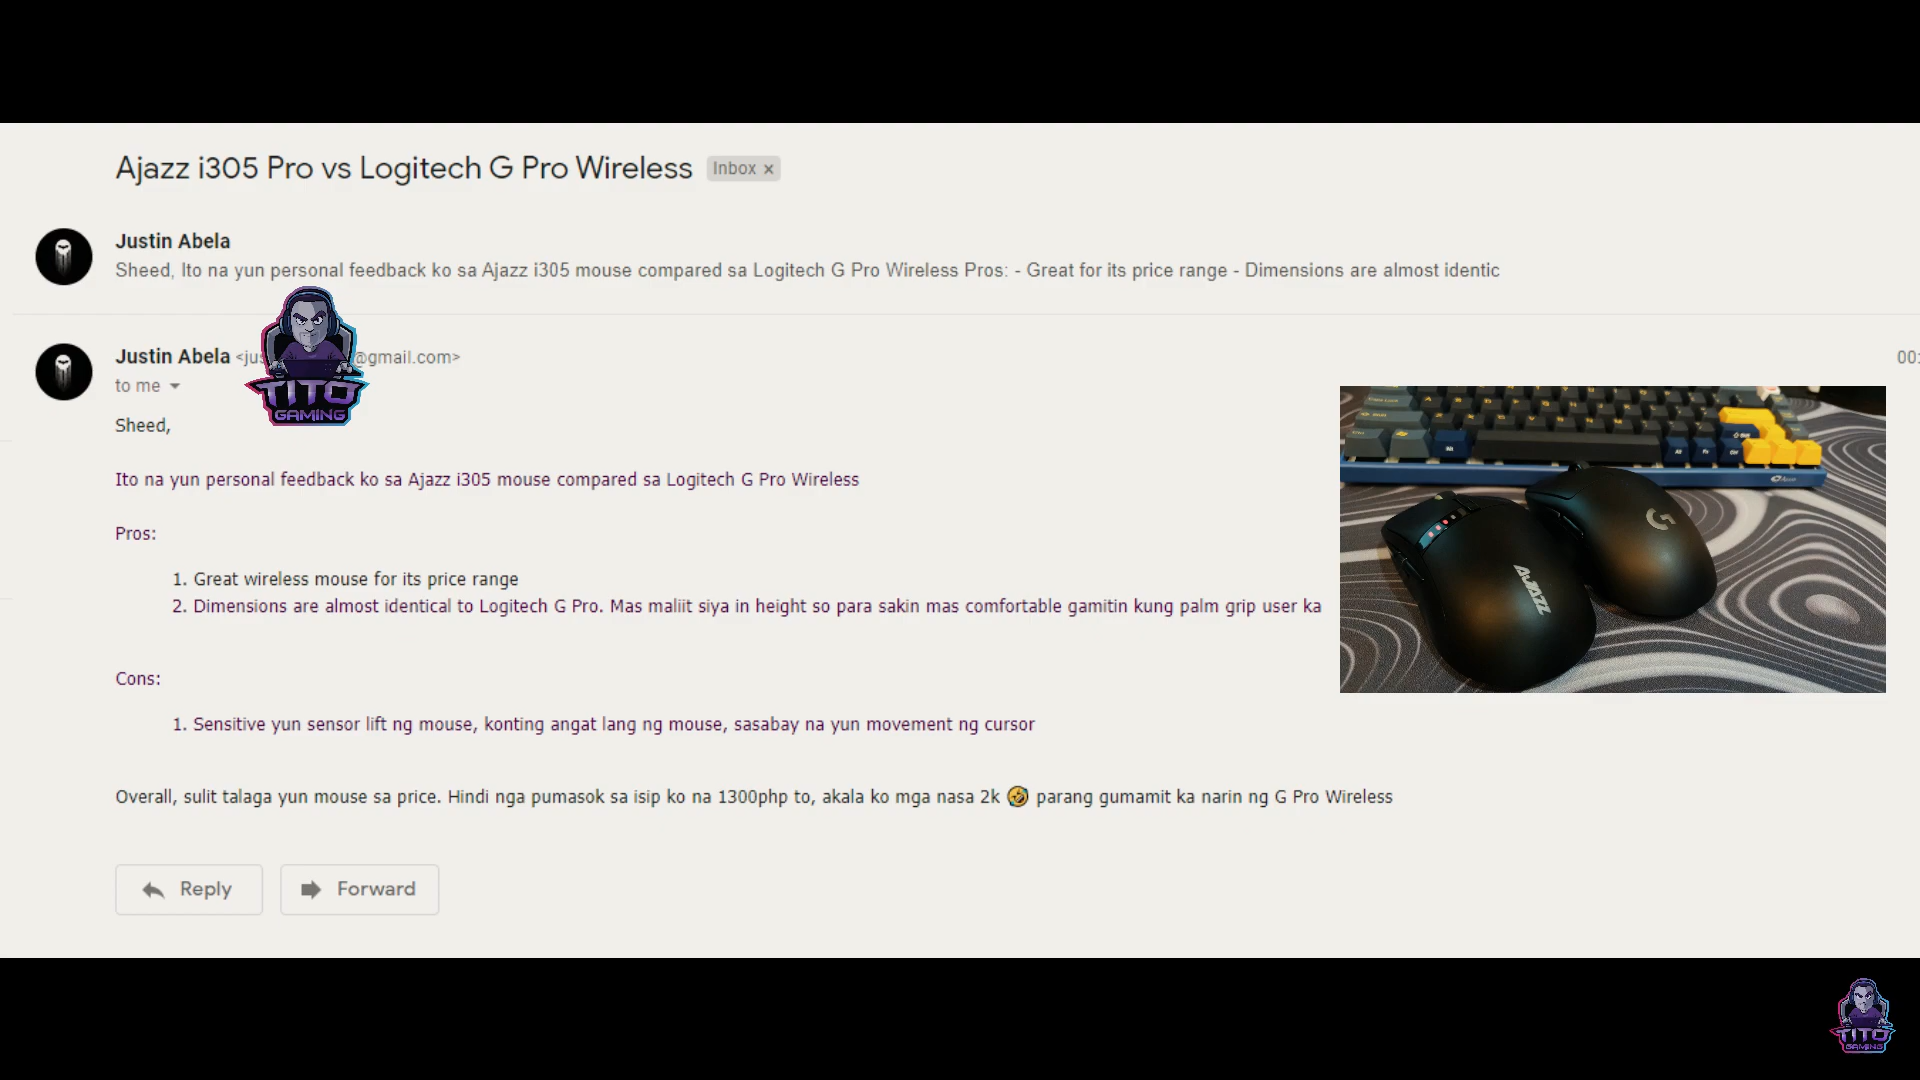 Ajazz i305 Pro vs Logitech G Pro Wireless Inbox x
Justin Abela
Sheed, Ito na yun personal feedback ko sa Ajazz i305 mouse compared sa Logitech G Pro Wireless Pros: - Great for its price range - Dimensions are almost identic
Justin Abela <jus @gmail.com> 00:
to me
TITO
GAMING
Sheed,
Ito na yun personal feedback ko sa Ajazz i305 mouse compared sa Logitech G Pro Wireless
Pros:
1. Great wireless mouse for its price range
2. Dimensions are almost identical to Logitech G Pro. Mas maliit siya in height so para sakin mas comfortable gamitin kung palm grip user ka
AJAZZ
Cons:
1. Sensitive yun sensor lift ng mouse, konting angat lang ng mouse, sasabay na yun movement ng cursor
Overall, sulit talaga yun mouse sa price. Hindi nga pumasok sa isip ko na 1300php to, akala ko mga nasa 2k 🤣 parang gumamit ka narin ng G Pro Wireless
Reply Forward
TITO
GAMING